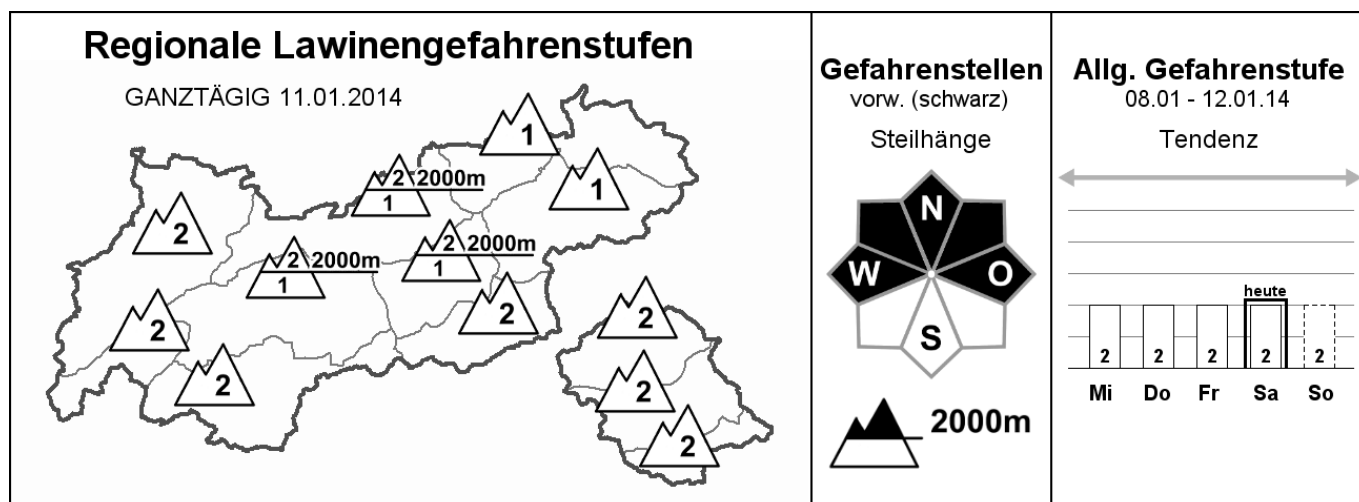 Regionale Lawinengefahrenstufen
GANZTÄGIG 11.01.2014
1
2 2000m
1
1
2
2 2000m
1
2 2000m
1
2
2
2
2
2
2
Gefahrenstellen
vorw. (schwarz)
Steilhänge
N
W O
S
2000m
Allg. Gefahrenstufe
08.01 - 12.01.14
Tendenz
heute
2 2 2 2 2
Mi Do Fr Sa So